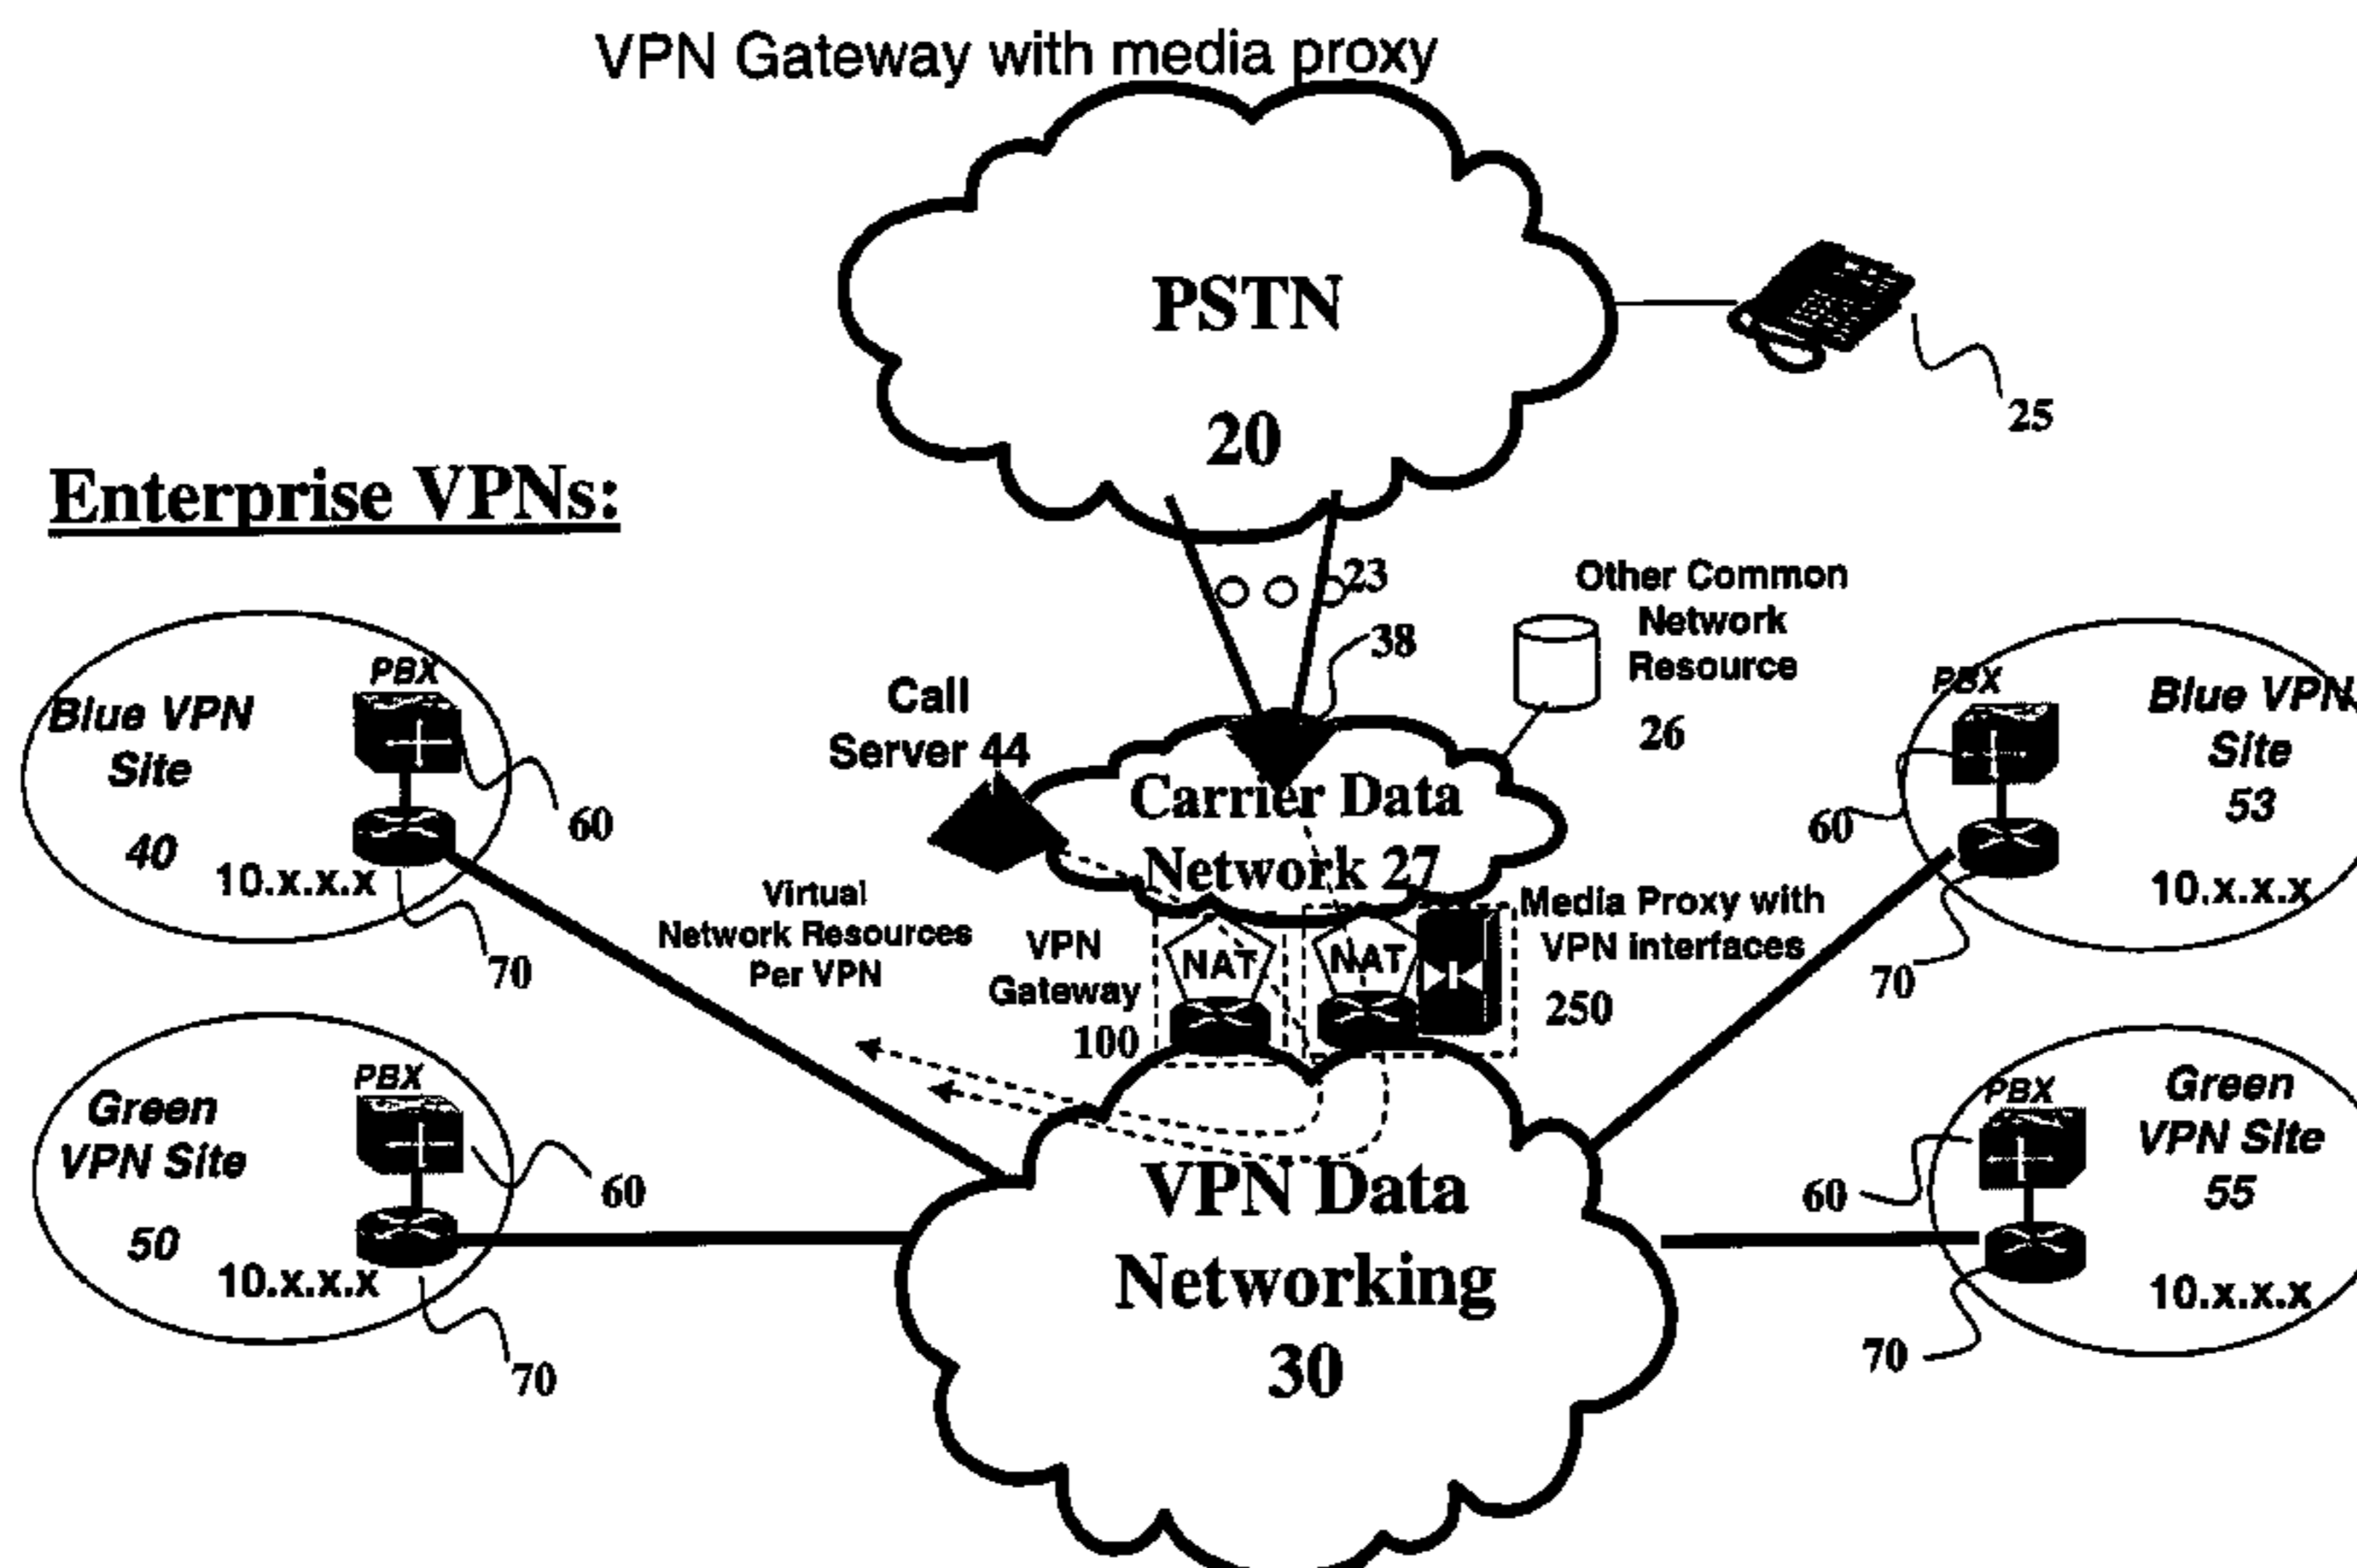 VPN Gateway with media proxy
PSTN
20
25
Enterprise VPNs:
23
38
Other Common
Network
Resource
26
Call
Server 44
Carrier Data
Network 27
PBX
Blue VPN
Site
40
10.x.x.x
60
70
PBX
Blue VPN
Site
53
10.x.x.x
60
70
Virtual
Network Resources
Per VPN
VPN
Gateway
100
NAT
NAT
Media Proxy with
VPN interfaces
250
PBX
Green
VPN Site
50
10.x.x.x
60
70
PBX
Green
VPN Site
55
10.x.x.x
60
70
VPN Data
Networking
30